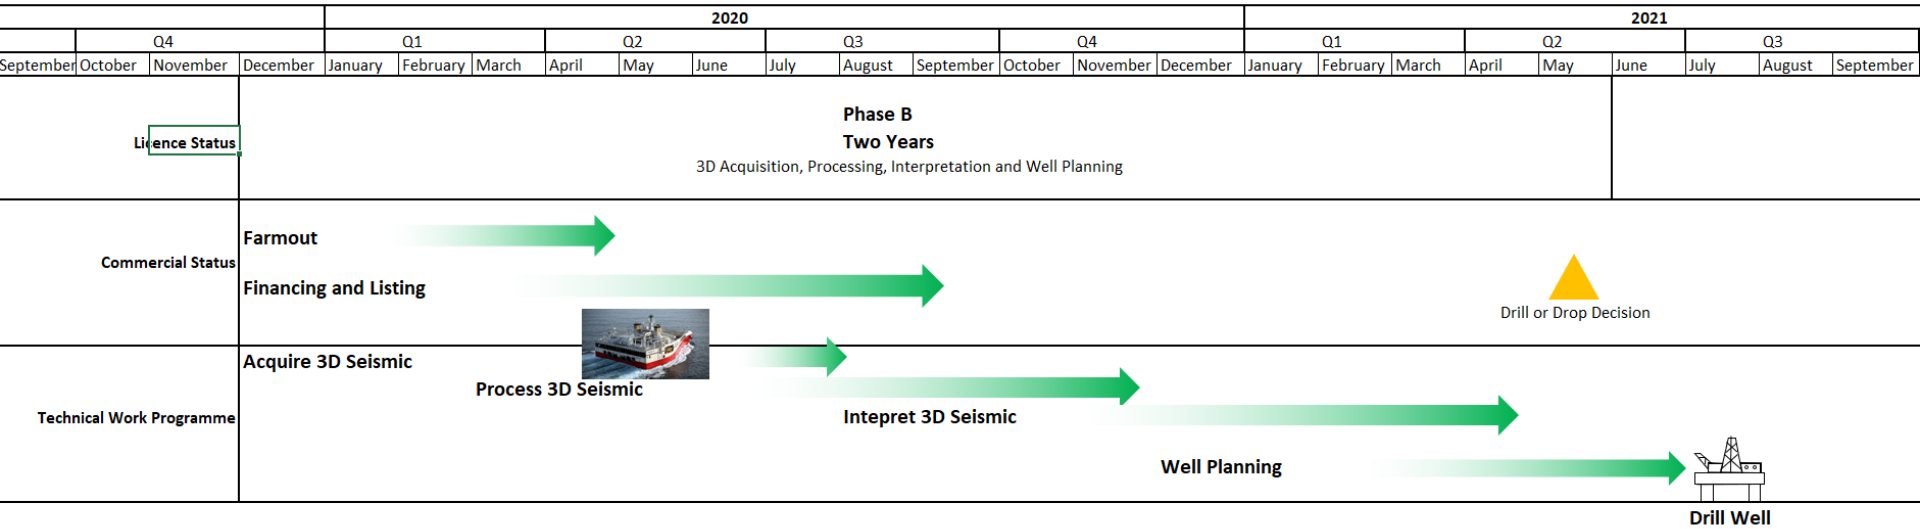 2020 2021
Q4 Q1 Q2 Q3 Q4 Q1 Q2 Q3
September October November December January February March April May June July August September October November December January February March April May June July August September
Phase B
Licence Status Two Years
3D Acquisition, Processing, Interpretation and Well Planning
Farmout
Commercial Status
Financing and Listing
Drill or Drop Decision
Acquire 3D Seismic
Process 3D Seismic
Technical Work Programme Intepret 3D Seismic
Well Planning
Drill Well